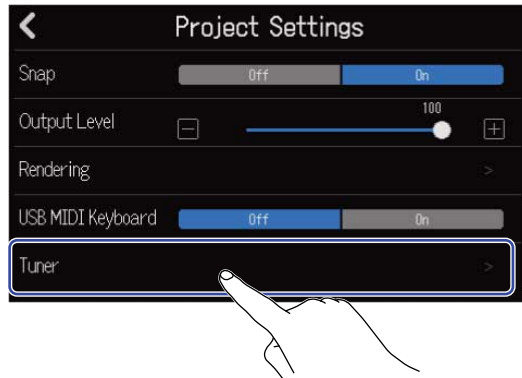 Project Settings
Snap Off On
Output Level 100
Rendering >
USB MIDI Keyboard Off On
Tuner >